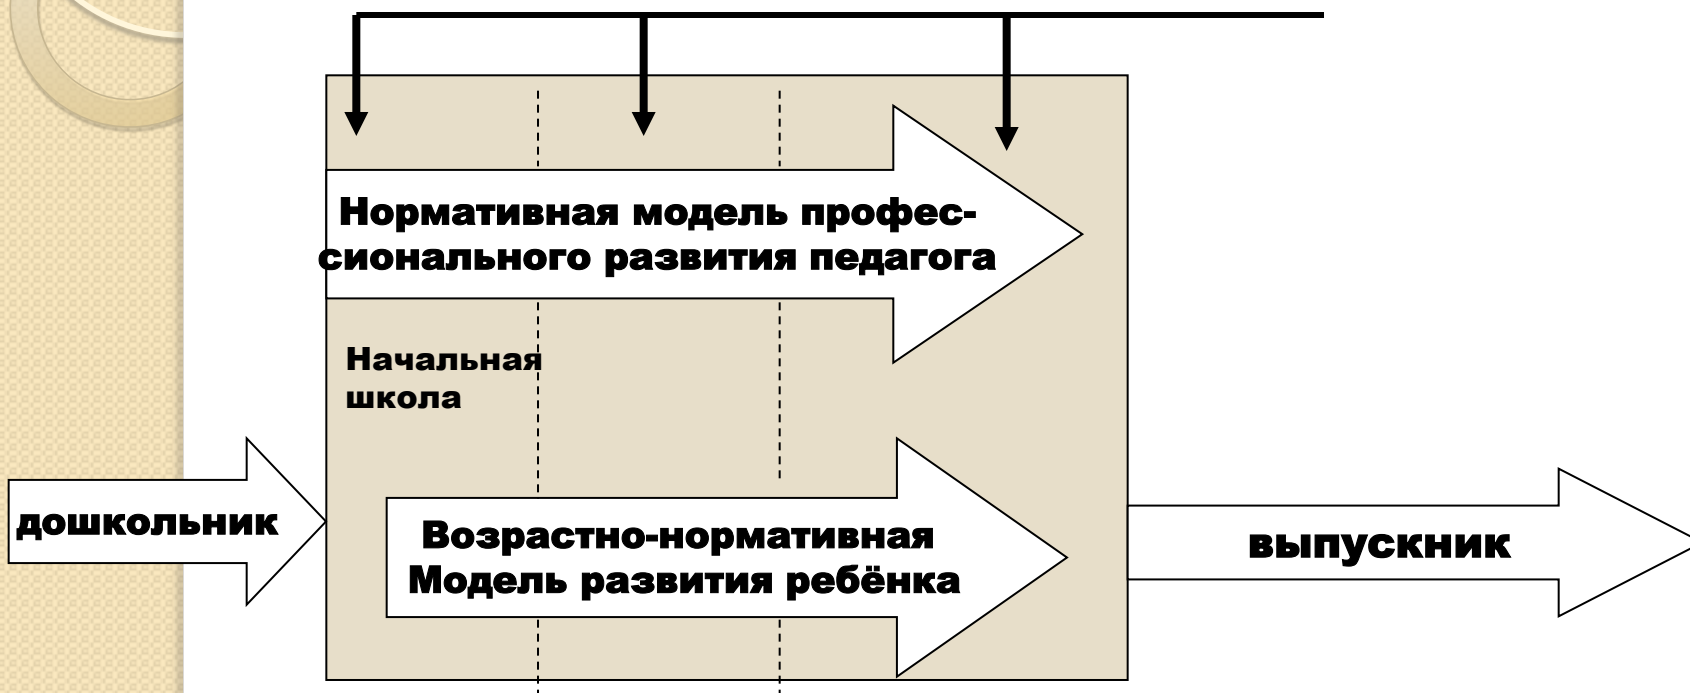 Нормативная модель профес-
сионального развития педагога
Начальная
школа
дошкольник
Возрастно-нормативная
Модель развития ребёнка
выпускник